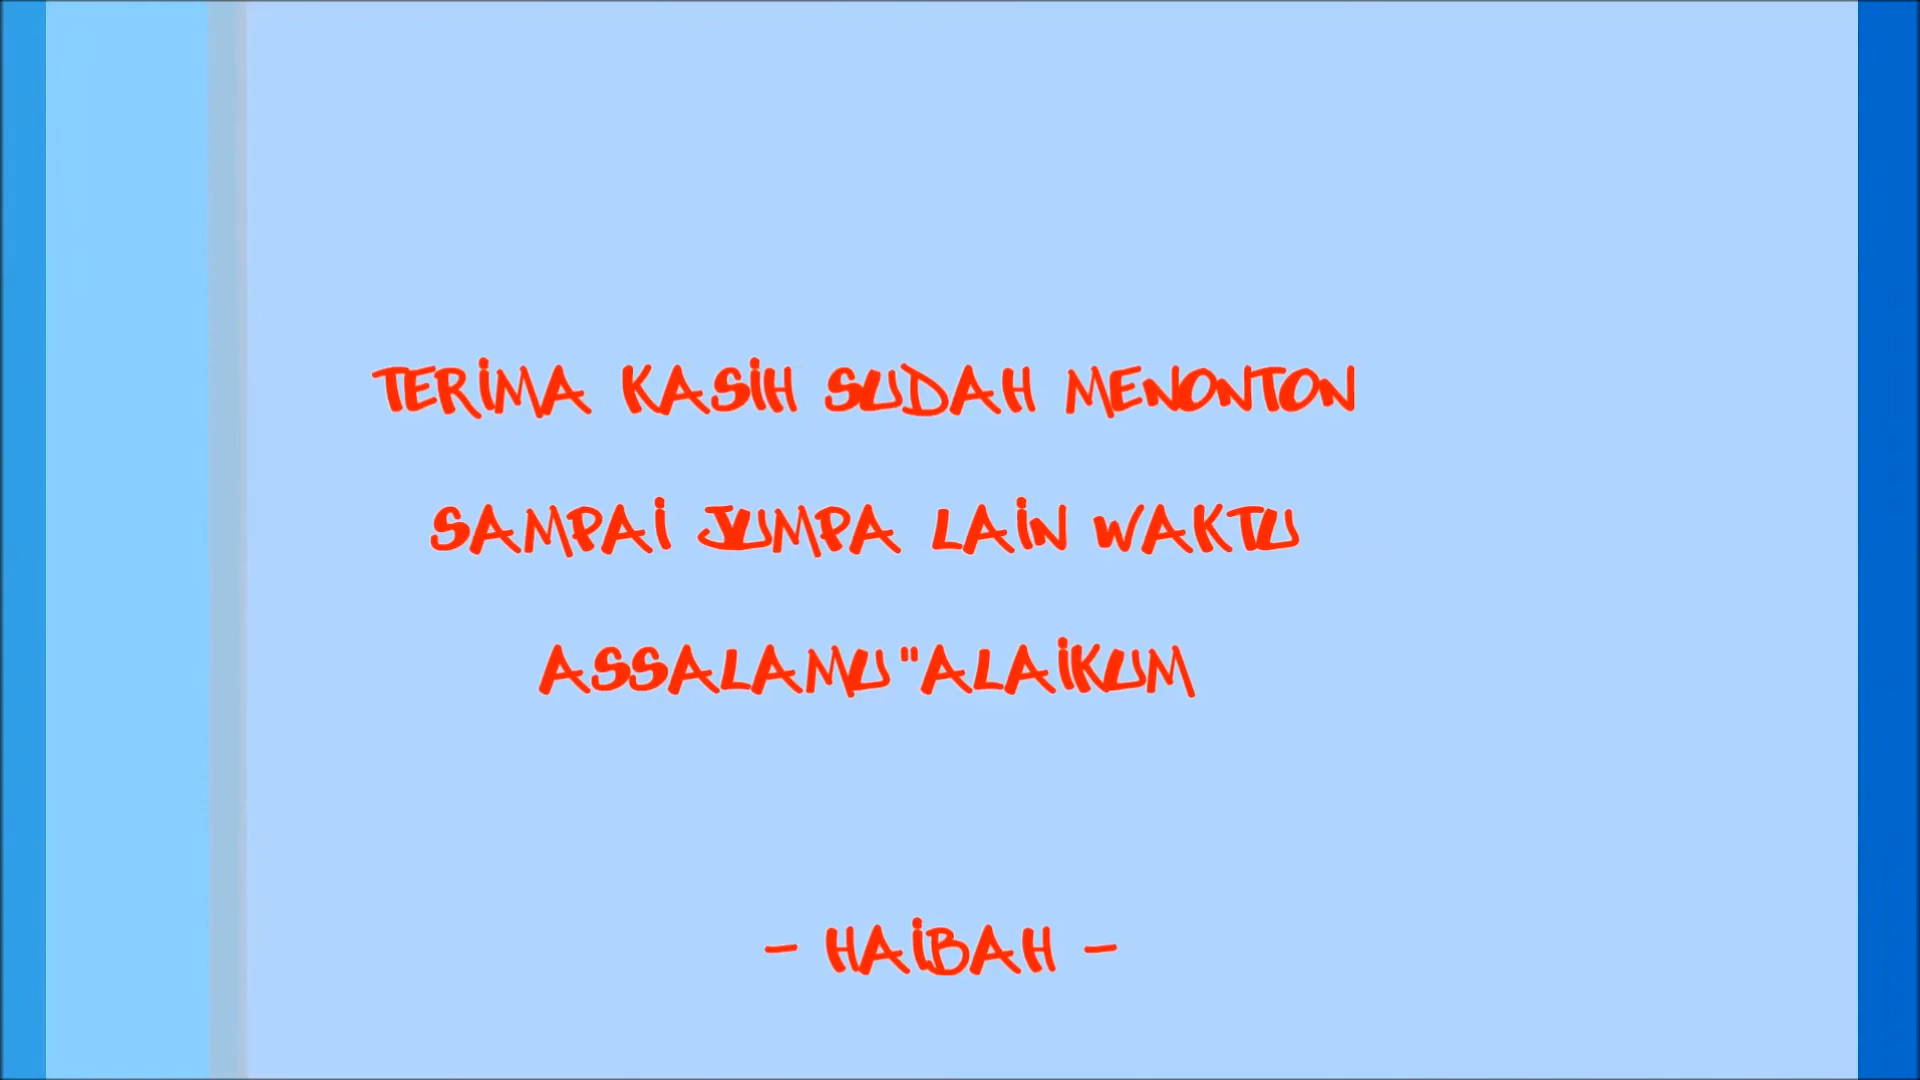 TERIMA KASIH SUDAH MENONTON
SAMPAI JUMPA LAIN WAKTU
ASSALAMU"ALAIKUM
- HAIBAH -